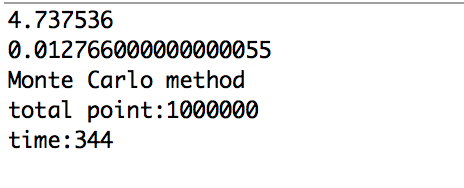 4.737536
0.012766000000000055
Monte Carlo method
total point:1000000
time:344